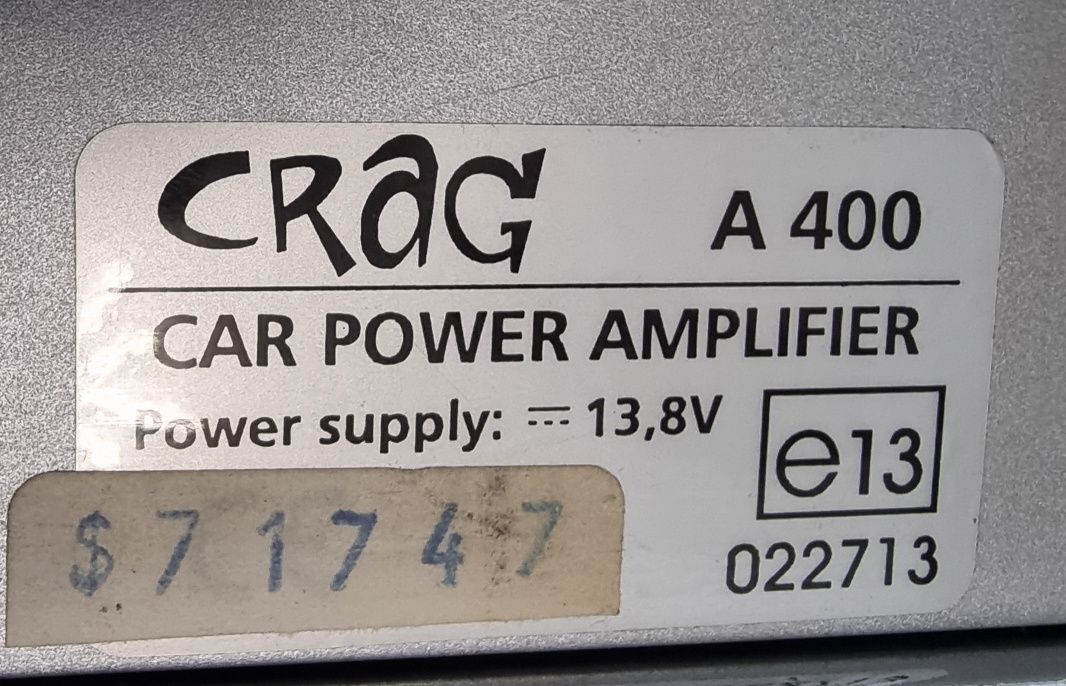 CRaG A 400
CAR POWER AMPLIFIER
Power supply: ⎓ 13,8V
e13
$71747
022713